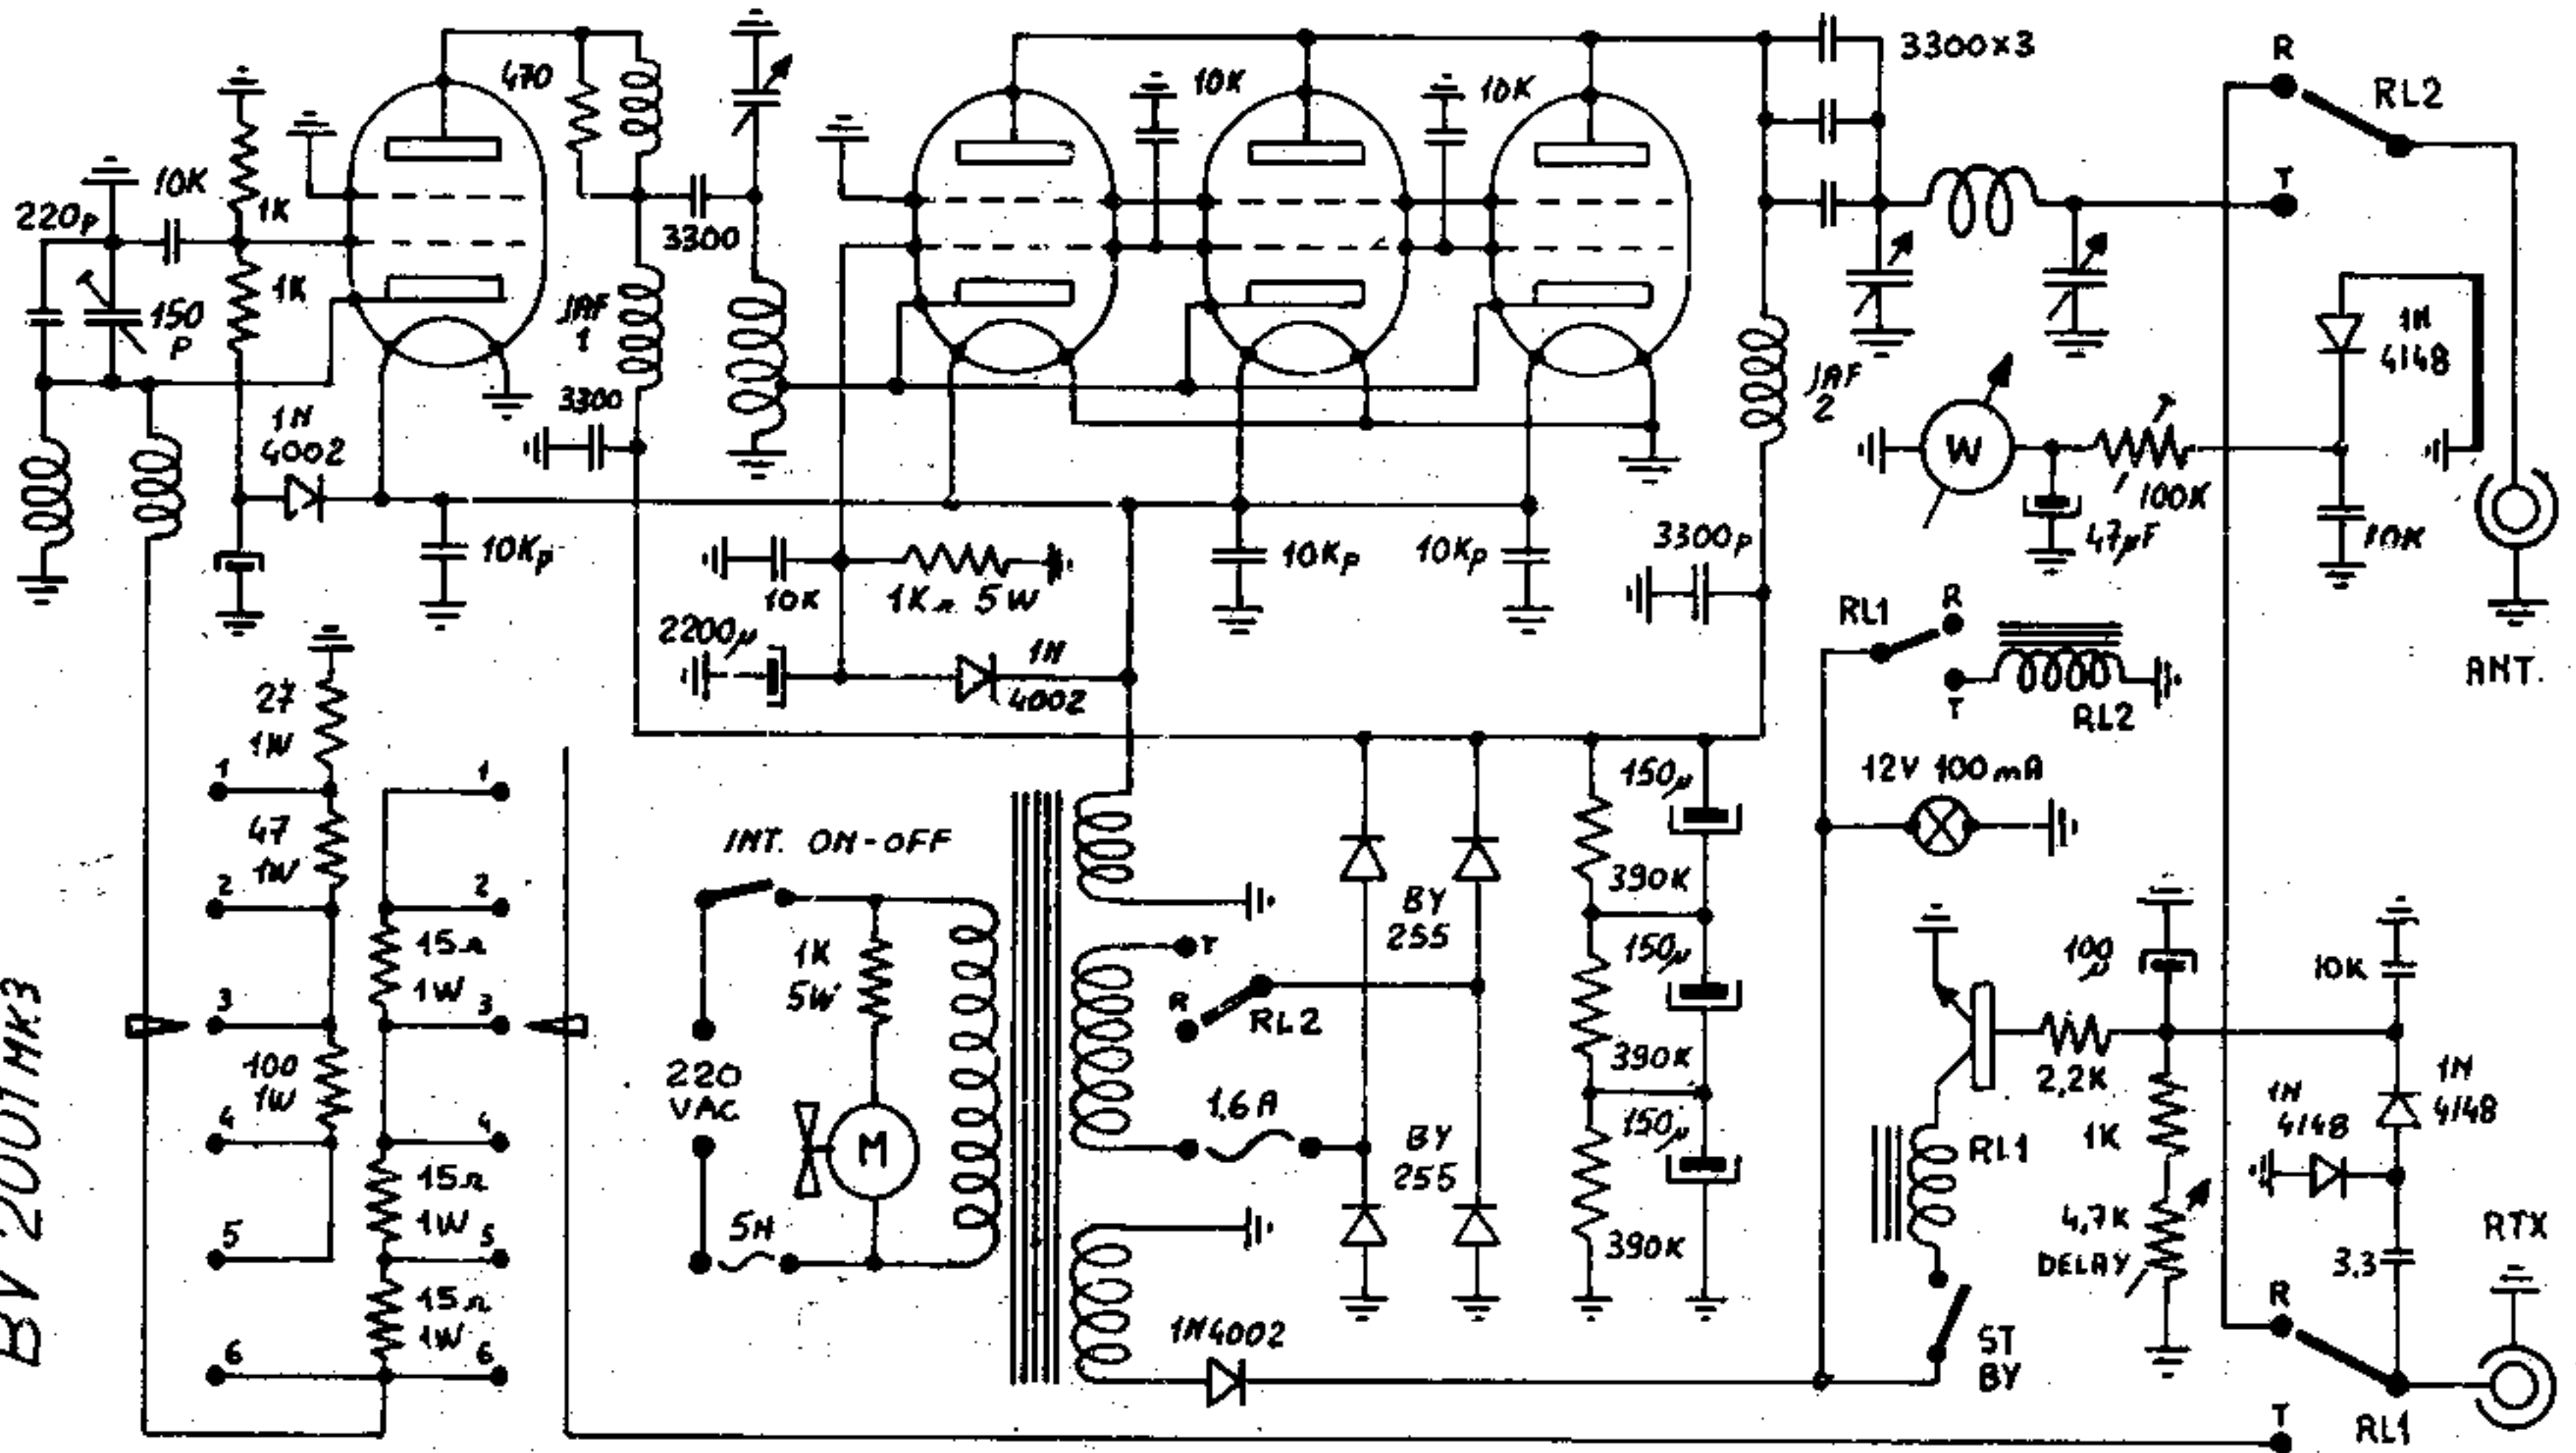 470
10K
10K
3300x3
R
RL2
10K
1K
220p
T
3300
1K
150
P
JAF
1
JAF
2
1N
4148
3300
W
1N
4002
100K
47µF
10K
10Kp
10K
1KΩ 5W
10Kp
10Kp
3300p
RL1
R
T
RL2
ANT.
2200µ
1N
4002
27
1W
1
1
47
1W
2
2
15Ω
1W
3
3
100
1W
4
4
15Ω
1W
5
5
15Ω
1W
6
6
BV 2001 MK3
INT. ON-OFF
1K
5W
220
VAC
M
T
R
RL2
1,6A
BY
255
BY
255
1N4002
150µ
390K
150µ
390K
150µ
390K
12V 100mA
100
µ
10K
2,2K
1K
1N
4148
1N
4148
RL1
4,7K
DELAY
3.3
RTX
R
ST
BY
T
RL1